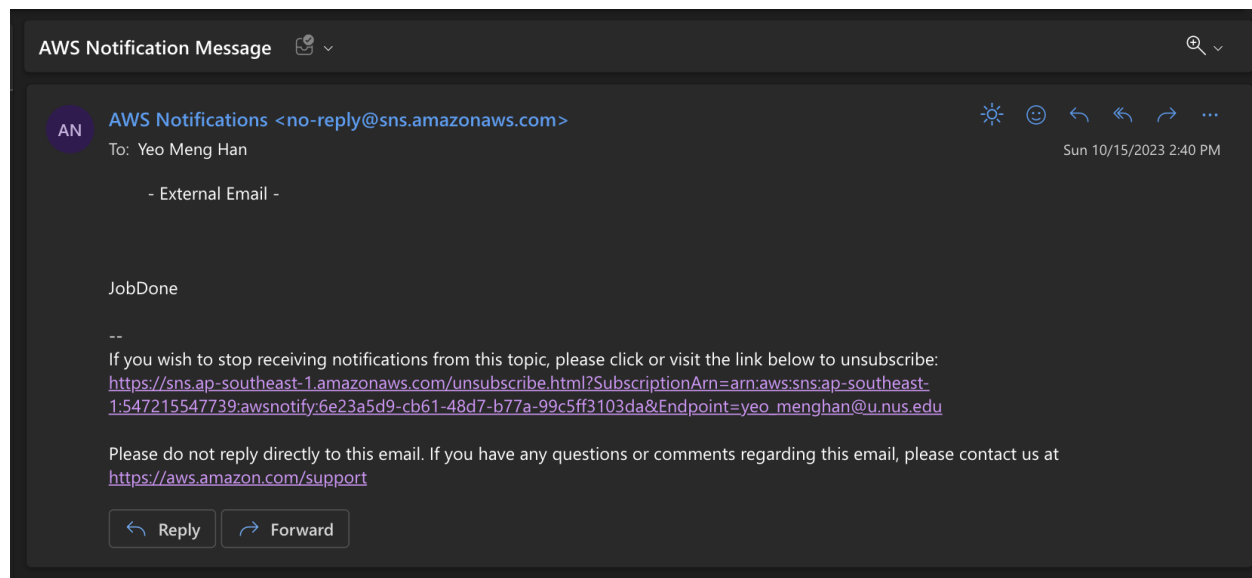 AWS Notification Message
AN
AWS Notifications <no-reply@sns.amazonaws.com>
To: Yeo Meng Han
Sun 10/15/2023 2:40 PM
- External Email -
JobDone
--
If you wish to stop receiving notifications from this topic, please click or visit the link below to unsubscribe:
https://sns.ap-southeast-1.amazonaws.com/unsubscribe.html?SubscriptionArn=arn:aws:sns:ap-southeast-
1:547215547739:awsnotify:6e23a5d9-cb61-48d7-b77a-99c5ff3103da&Endpoint=yeo_menghan@u.nus.edu
Please do not reply directly to this email. If you have any questions or comments regarding this email, please contact us at
https://aws.amazon.com/support
Reply
Forward